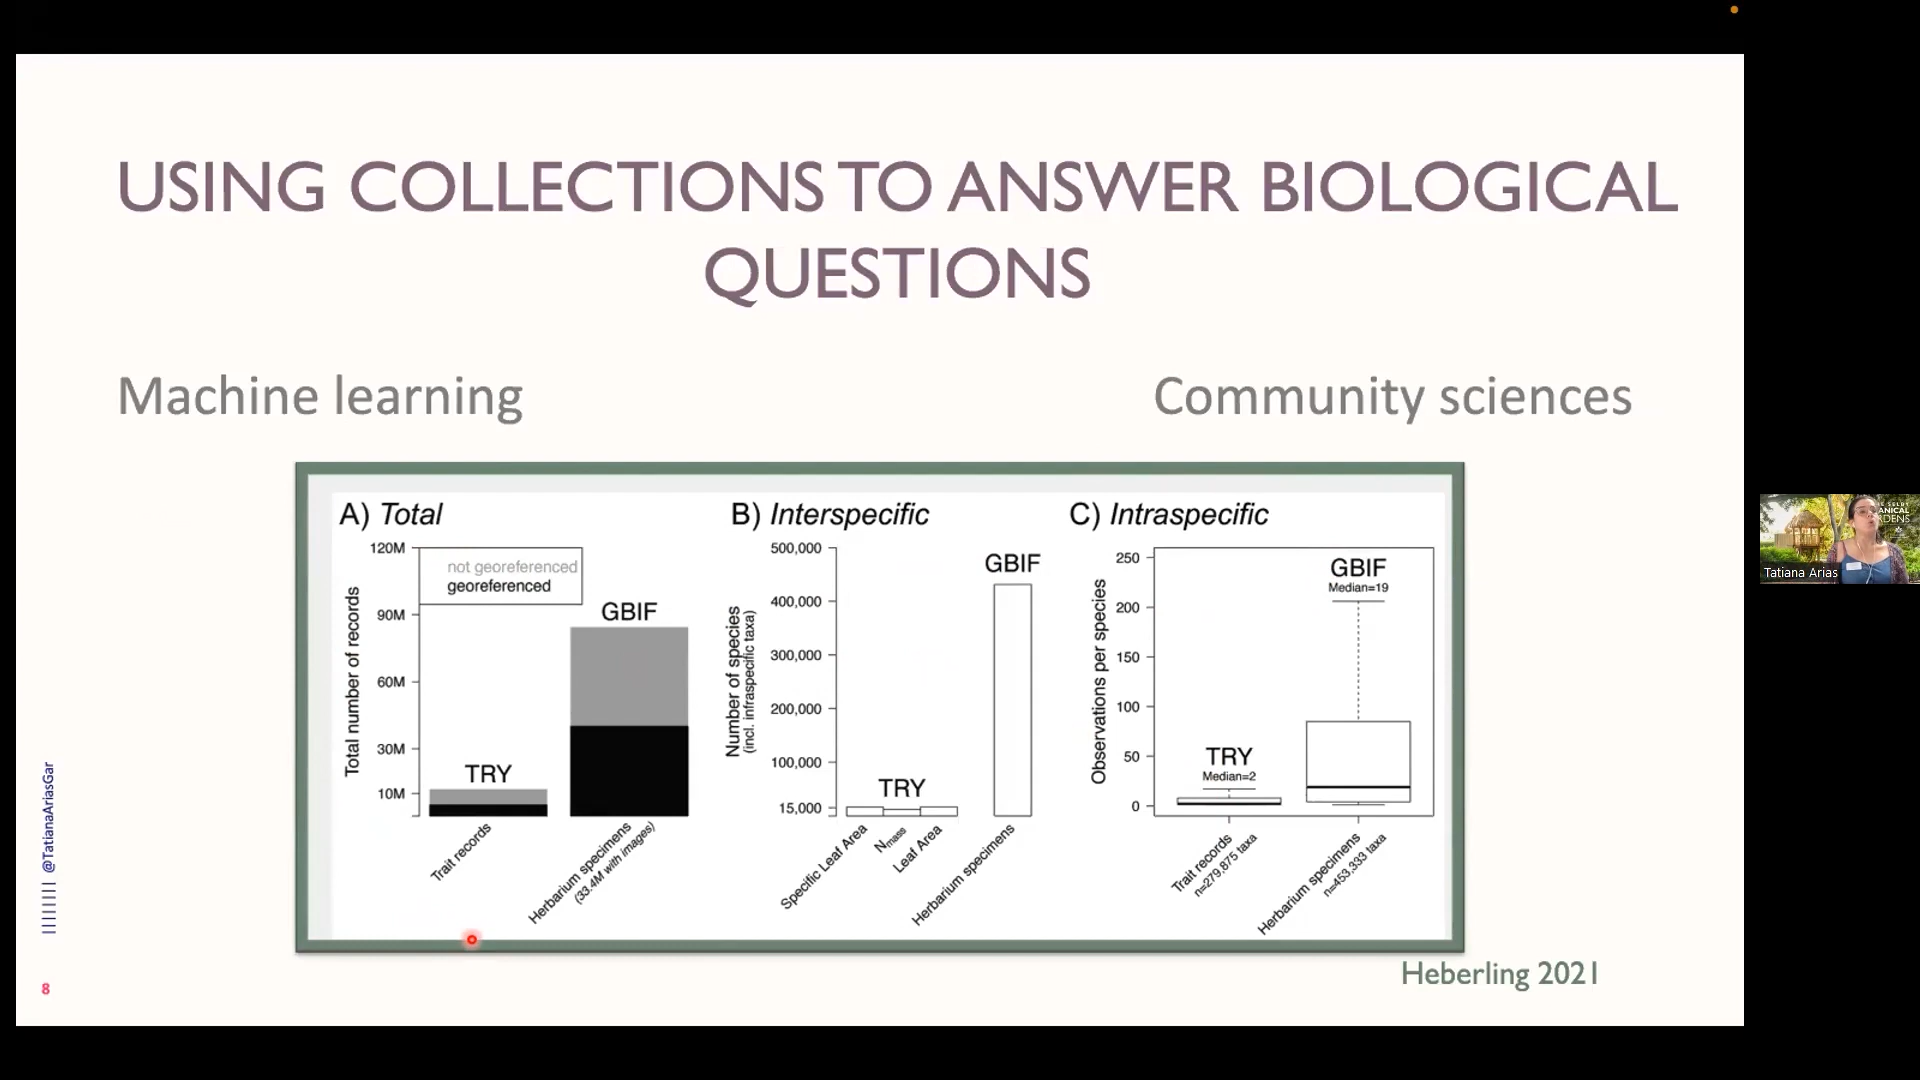 USING COLLECTIONS TO ANSWER BIOLOGICAL
QUESTIONS
Machine learning
Community sciences
A) Total
120M
90M
60M
30M
10M
Total number of records
not georeferenced
georeferenced
GBIF
TRY
Trait records
Herbarium specimens
(33.4M with images)
B) Interspecific
500,000
400,000
300,000
200,000
100,000
15,000
Number of species
(incl. infraspecific taxa)
GBIF
TRY
Specific Leaf Area
Nmass
Leaf Area
Herbarium specimens
C) Intraspecific
250
200
150
100
50
0
Observations per species
GBIF
Median=19
TRY
Median=2
Trait records
n=279,875 taxa
Herbarium specimens
n=453,333 taxa
Heberling 2021
| | | | | | | | @TatianaAriasGar
8
ANICAL
RDENS
Tatiana Arias